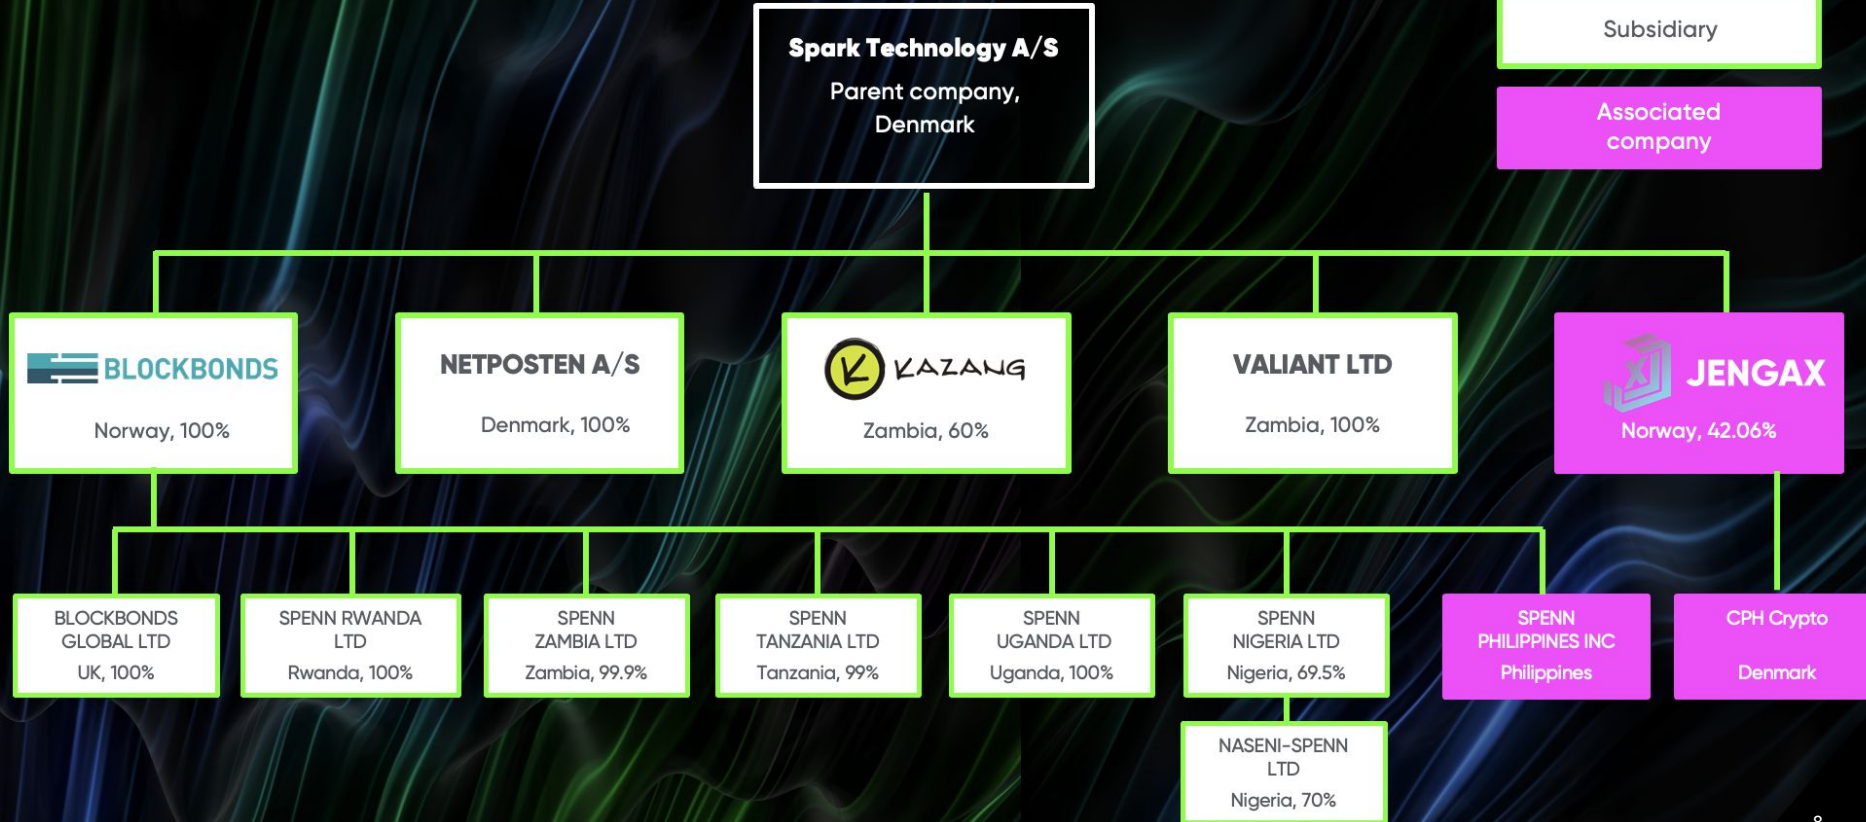 Spark Technology A/S
Parent company,
Denmark
Subsidiary
Associated
company
BLOCKBONDS
Norway, 100%
NETPOSTEN A/S
Denmark, 100%
K KAZANG
Zambia, 60%
VALIANT LTD
Zambia, 100%
JENGAX
Norway, 42.06%
BLOCKBONDS
GLOBAL LTD
UK, 100%
SPENN RWANDA
LTD
Rwanda, 100%
SPENN
ZAMBIA LTD
Zambia, 99.9%
SPENN
TANZANIA LTD
Tanzania, 99%
SPENN
UGANDA LTD
Uganda, 100%
SPENN
NIGERIA LTD
Nigeria, 69.5%
SPENN
PHILIPPINES INC
Philippines
CPH Crypto
Denmark
NASENI-SPENN
LTD
Nigeria, 70%